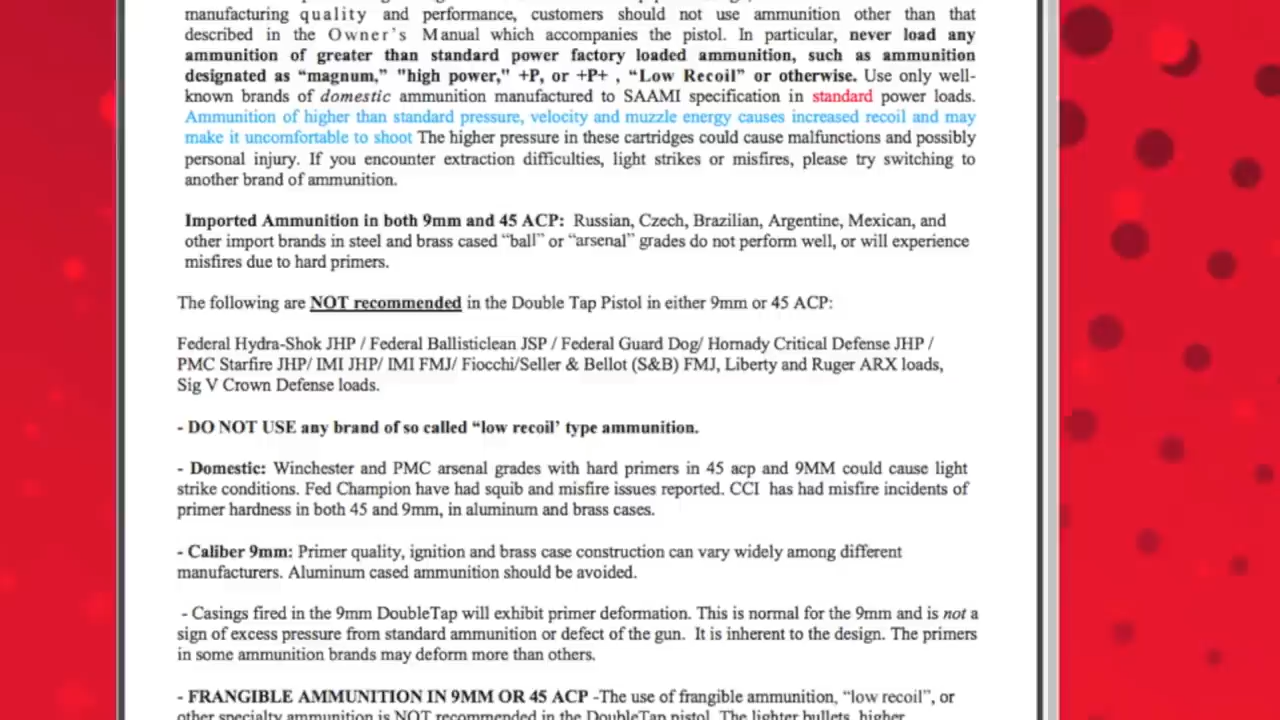 manufacturing quality and performance, customers should not use ammunition other than that
described in the Owner's Manual which accompanies the pistol. In particular, never load any
ammunition of greater than standard power factory loaded ammunition, such as ammunition
designated as “magnum,” "high power," +P, or +P+ , “Low Recoil” or otherwise. Use only well-
known brands of domestic ammunition manufactured to SAAMI specification in standard power loads.
Ammunition of higher than standard pressure, velocity and muzzle energy causes increased recoil and may
make it uncomfortable to shoot The higher pressure in these cartridges could cause malfunctions and possibly
personal injury. If you encounter extraction difficulties, light strikes or misfires, please try switching to
another brand of ammunition.
Imported Ammunition in both 9mm and 45 ACP: Russian, Czech, Brazilian, Argentine, Mexican, and
other import brands in steel and brass cased “ball” or “arsenal” grades do not perform well, or will experience
misfires due to hard primers.
The following are NOT recommended in the Double Tap Pistol in either 9mm or 45 ACP:
Federal Hydra-Shok JHP / Federal Ballisticlean JSP / Federal Guard Dog/ Hornady Critical Defense JHP /
PMC Starfire JHP/ IMI JHP/ IMI FMJ/ Fiocchi/Seller & Bellot (S&B) FMJ, Liberty and Ruger ARX loads,
Sig V Crown Defense loads.
- DO NOT USE any brand of so called “low recoil’ type ammunition.
- Domestic: Winchester and PMC arsenal grades with hard primers in 45 acp and 9MM could cause light
strike conditions. Fed Champion have had squib and misfire issues reported. CCI has had misfire incidents of
primer hardness in both 45 and 9mm, in aluminum and brass cases.
- Caliber 9mm: Primer quality, ignition and brass case construction can vary widely among different
manufacturers. Aluminum cased ammunition should be avoided.
- Casings fired in the 9mm DoubleTap will exhibit primer deformation. This is normal for the 9mm and is not a
sign of excess pressure from standard ammunition or defect of the gun. It is inherent to the design. The primers
in some ammunition brands may deform more than others.
- FRANGIBLE AMMUNITION IN 9MM OR 45 ACP -The use of frangible ammunition, “low recoil”, or
other specialty ammunition is NOT recommended in the DoubleTap pistol. The lighter bullets, higher